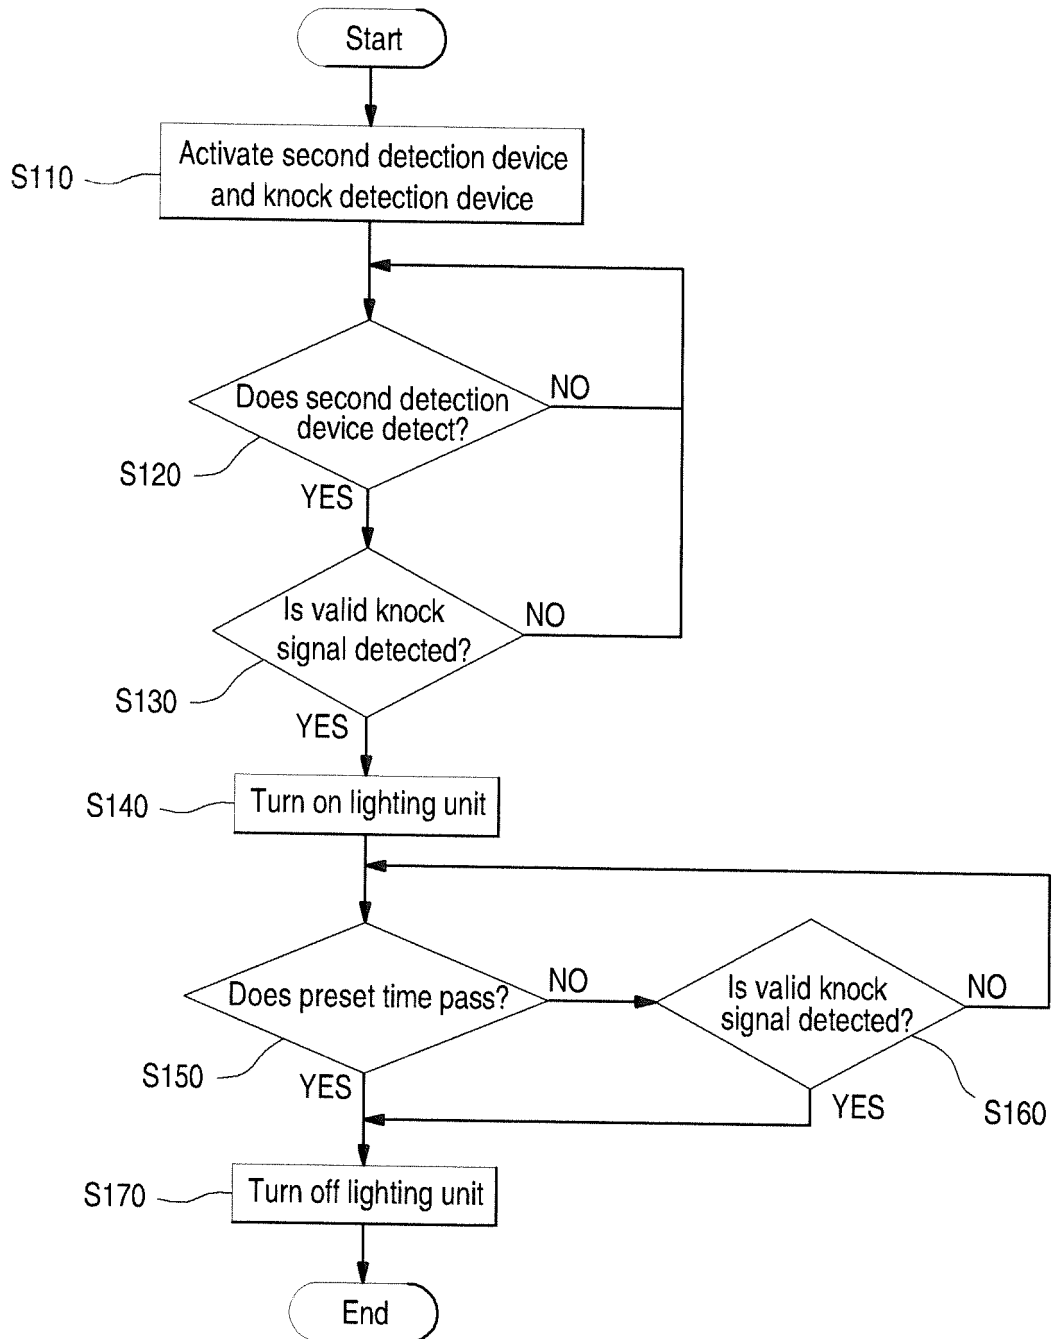 Start
S110
Activate second detection device
and knock detection device
Does second detection
device detect?
NO
S120
YES
Is valid knock
signal detected?
NO
S130
YES
S140
Turn on lighting unit
Does preset time pass?
NO
Is valid knock
signal detected?
NO
S150
YES
YES
S160
S170
Turn off lighting unit
End